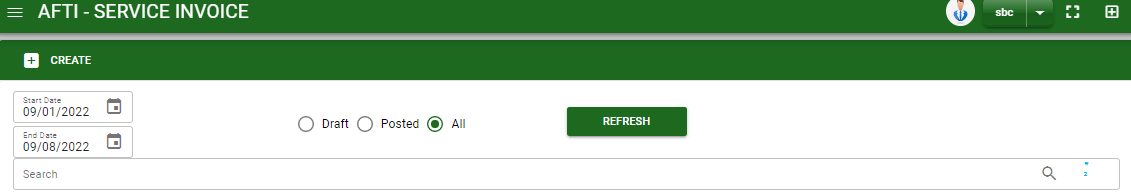 AFTI - SERVICE INVOICE
sbc
CREATE
Start Date
09/01/2022
End Date
09/08/2022
Draft Posted All
REFRESH
Search